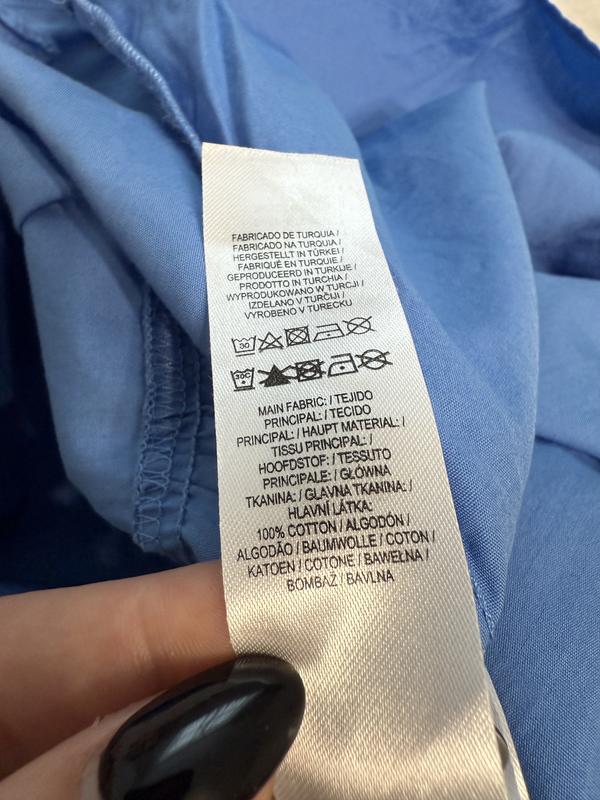 FABRICADO DE TURQUIA /
FABRICADO NA TURQUIA /
HERGESTELLT IN TÜRKEI /
FABRIQUÉ EN TURQUIE /
GEPRODUCEERD IN TURKIJE /
PRODOTTO IN TURCHIA /
WYPRODUKOWANO W TURCJI /
IZDELANO V TURČIJI /
VYROBENO V TURECKU
30
30C
MAIN FABRIC: / TEJIDO
PRINCIPAL: / TECIDO
PRINCIPAL: / HAUPT MATERIAL: /
TISSU PRINCIPAL: /
HOOFDSTOF: / TESSUTO
PRINCIPALE: / GŁÓWNA
TKANINA: / GLAVNA TKANINA: /
HLAVNÍ LÁTKA:
100% COTTON / ALGODÓN /
ALGODÃO / BAUMWOLLE / COTON /
KATOEN / COTONE / BAWEŁNA /
BOMBAŽ / BAVLNA